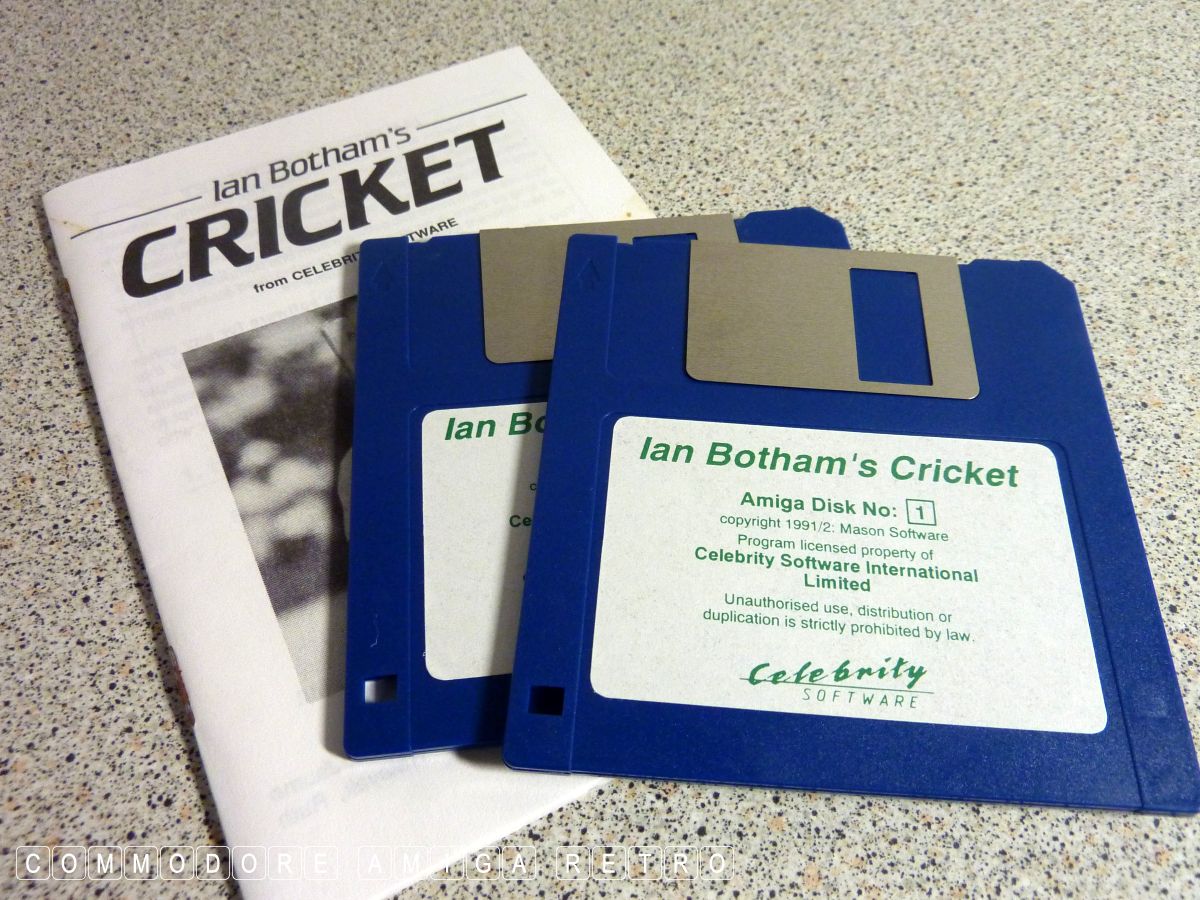 Ian Botham's
CRICKET
from CELEBRI
TWARE
Ian Bo
Ce
Ian Botham's Cricket
Amiga Disk No: 1
copyright 1991/2: Mason Software
Program licensed property of
Celebrity Software International
Limited
Unauthorised use, distribution or
duplication is strictly prohibited by law.
Celebrity
SOFTWARE
COMMODORE AMIGA RETRO